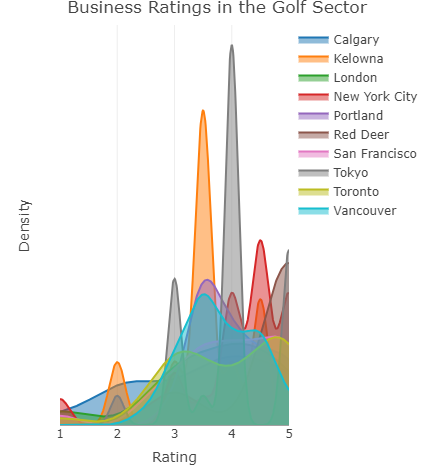 Business Ratings in the Golf Sector
Calgary
Kelowna
London
New York City
Portland
Red Deer
San Francisco
Tokyo
Toronto
Vancouver
Density
1 2 3 4 5
Rating